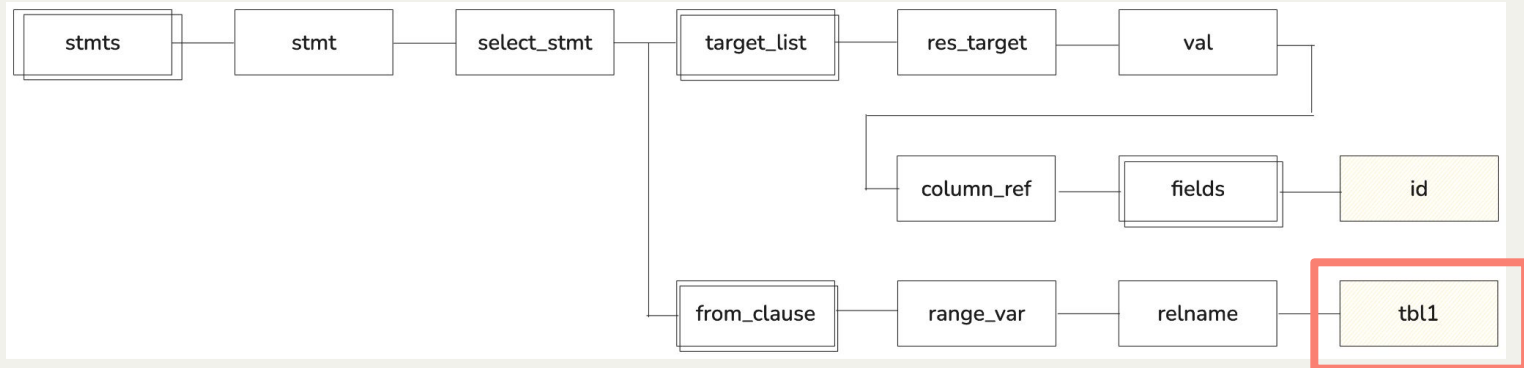 stmts
stmt
select_stmt
target_list
res_target
val
column_ref
fields
id
from_clause
range_var
relname
tbl1